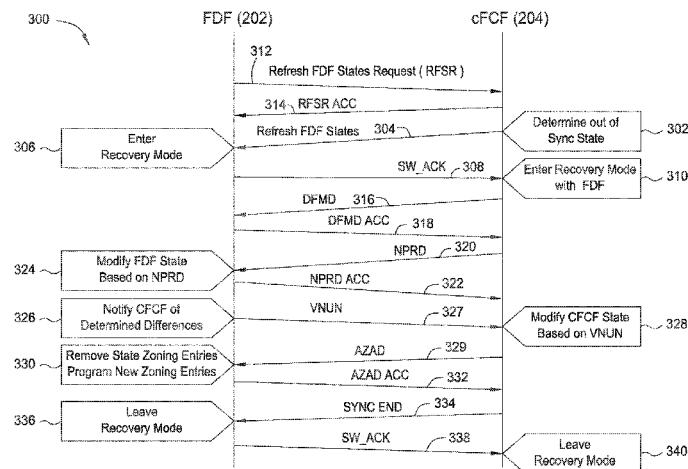 FDF (202)
cFCF (204)
300
312
Refresh FDF States Request ( RFSR )
314
RFSR ACC
Determine out of
Sync State
302
304
Refresh FDF States
306
Enter
Recovery Mode
SW_ACK
308
Enter Recovery Mode
with FDF
310
DFMD
316
DFMD ACC
318
NPRD
320
324
Modify FDF State
Based on NPRD
NPRD ACC
322
326
Notify CFCF of
Determined Differences
VNUN
327
Modify CFCF State
Based on VNUN
328
AZAD
329
330
Remove State Zoning Entries
Program New Zoning Entries
AZAD ACC
332
336
Leave
Recovery Mode
SYNC END
334
SW_ACK
338
Leave
Recovery Mode
340